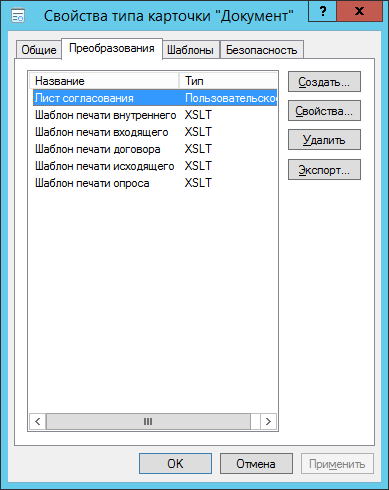 Свойства типа карточки "Документ"
?
Общие Преобразования Шаблоны Безопасность
Название Тип
Лист согласования Пользовательское
Шаблон печати внутреннего XSLT
Шаблон печати входящего XSLT
Шаблон печати договора XSLT
Шаблон печати исходящего XSLT
Шаблон печати опроса XSLT
Создать...
Свойства...
Удалить
Экспорт...
OK Отмена Применить